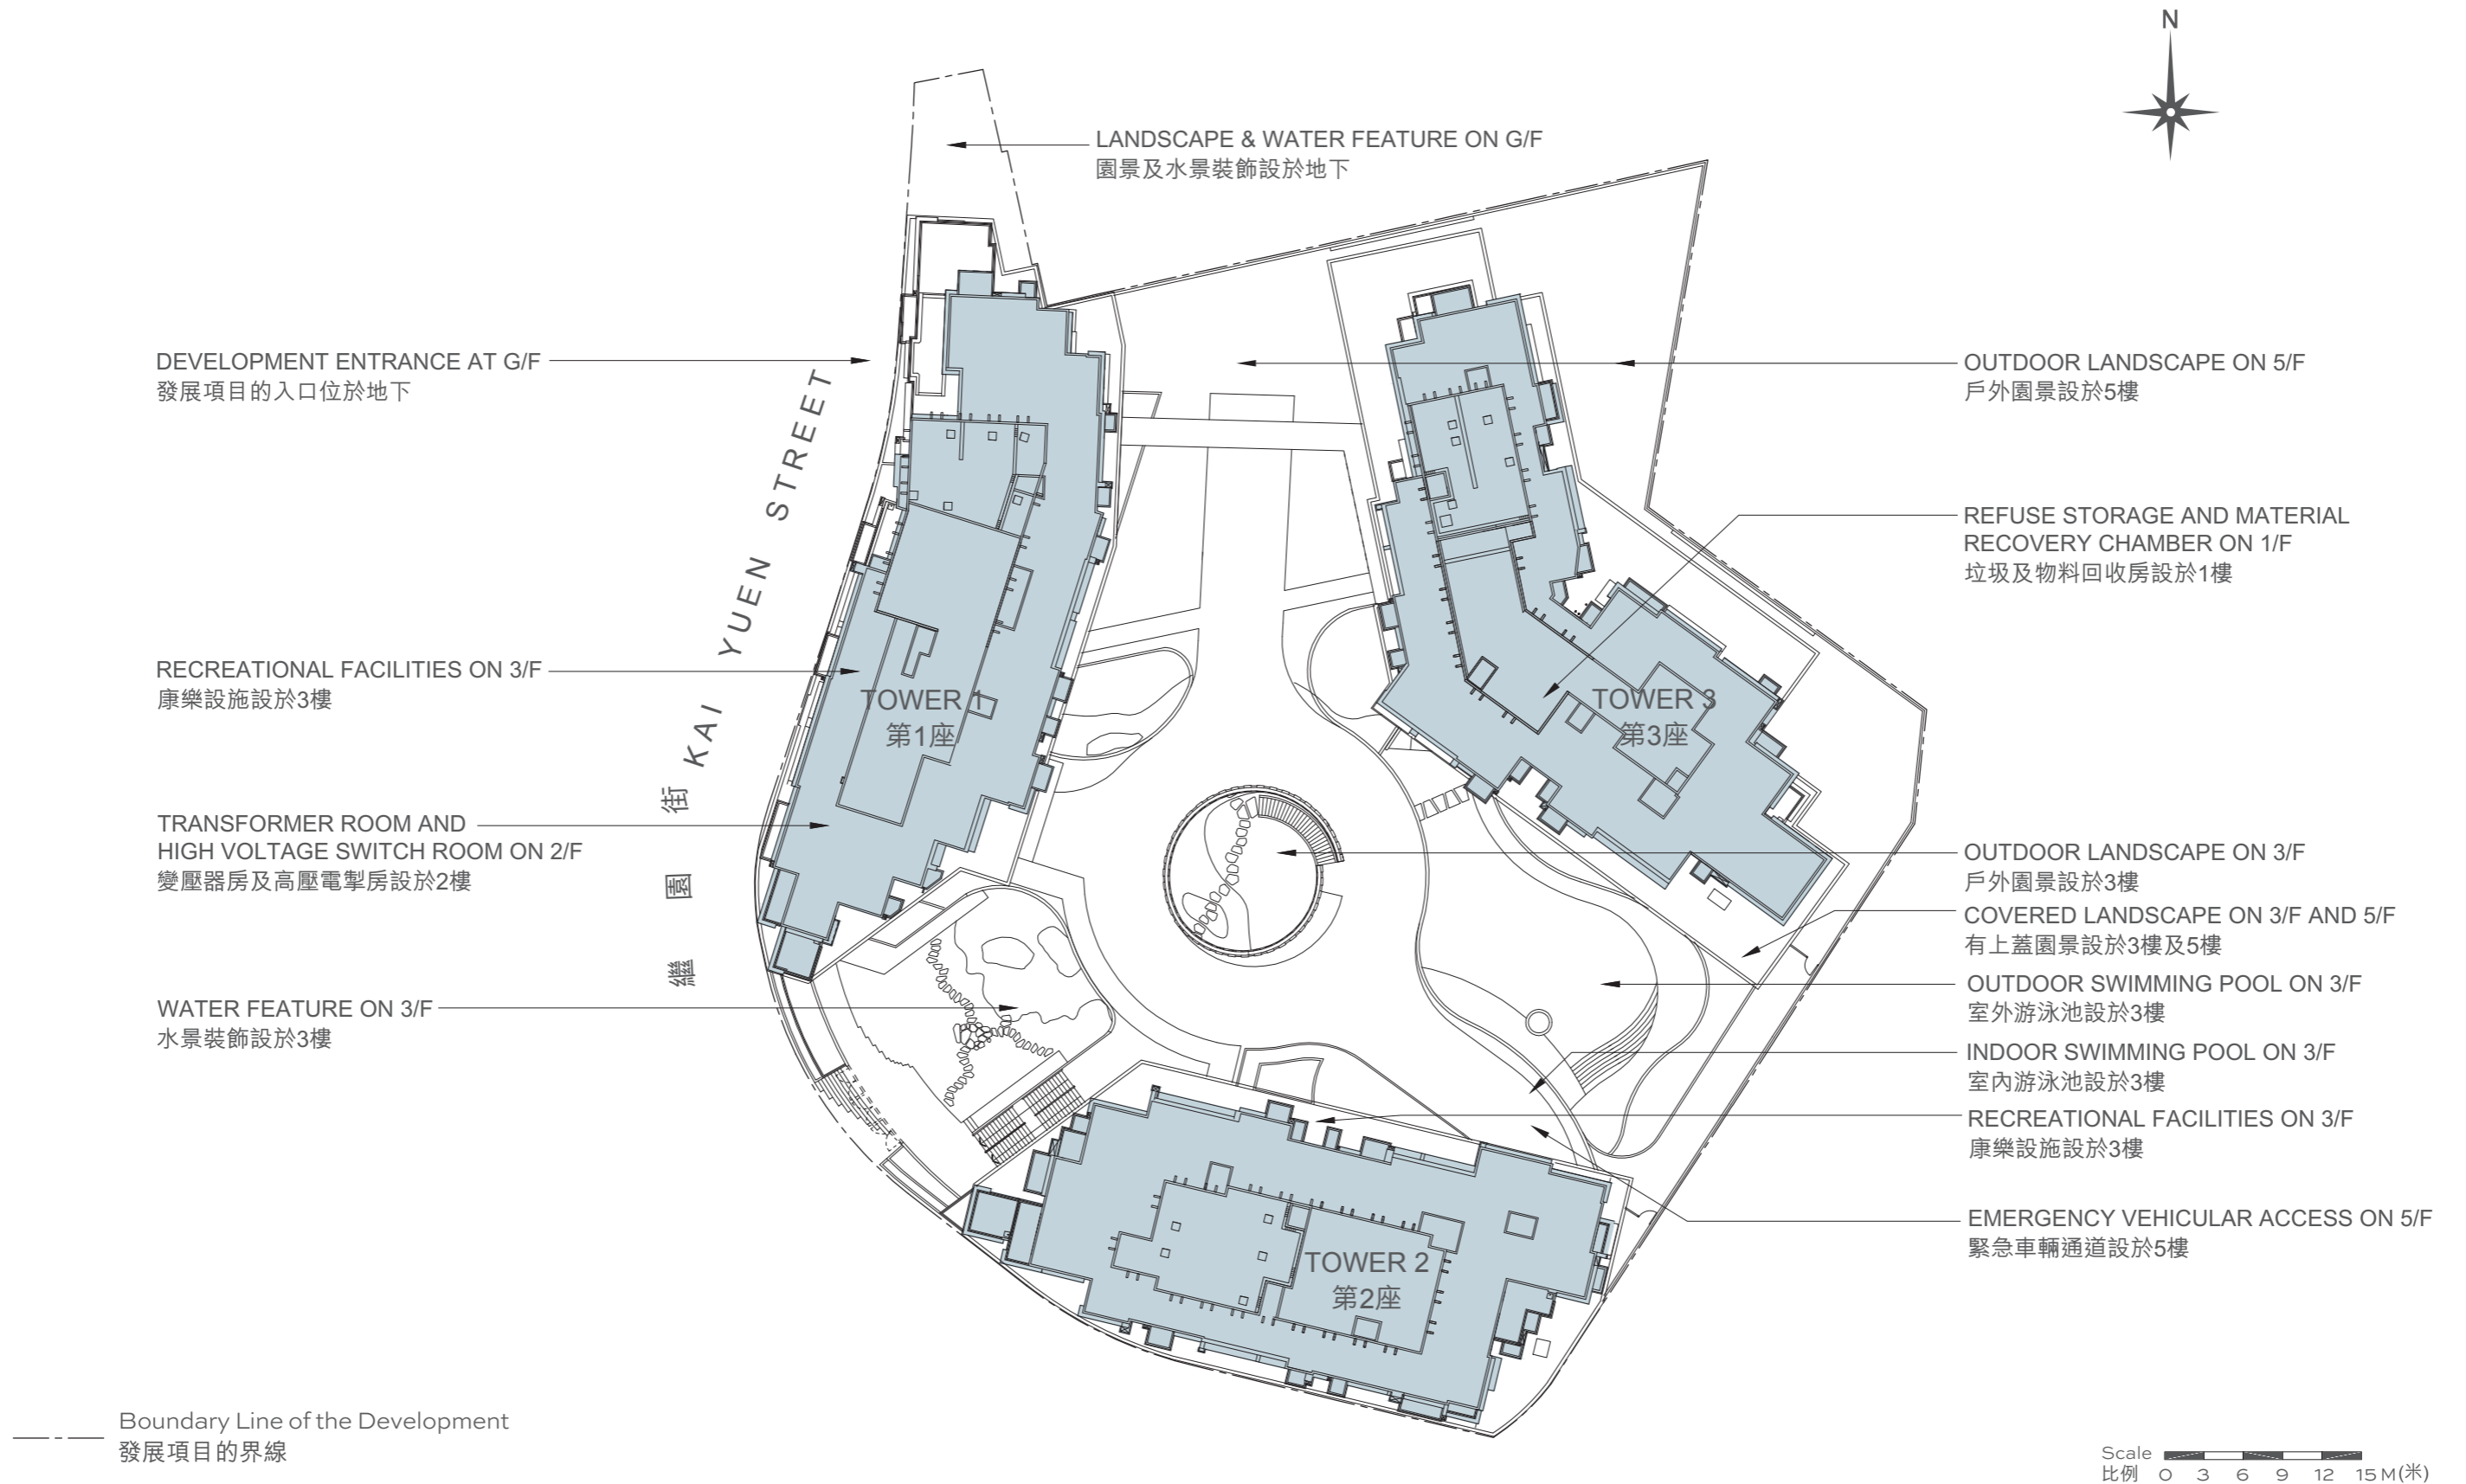 N
LANDSCAPE & WATER FEATURE ON G/F
園景及水景裝飾設於地下
DEVELOPMENT ENTRANCE AT G/F
發展項目的入口位於地下
OUTDOOR LANDSCAPE ON 5/F
戶外園景設於5樓
REFUSE STORAGE AND MATERIAL
RECOVERY CHAMBER ON 1/F
垃圾及物料回收房設於1樓
KAI YUEN STREET
繼園街
RECREATIONAL FACILITIES ON 3/F
康樂設施設於3樓
TOWER 1
第1座
TOWER 3
第3座
TRANSFORMER ROOM AND
HIGH VOLTAGE SWITCH ROOM ON 2/F
變壓器房及高壓電掣房設於2樓
OUTDOOR LANDSCAPE ON 3/F
戶外園景設於3樓
COVERED LANDSCAPE ON 3/F AND 5/F
有上蓋園景設於3樓及5樓
WATER FEATURE ON 3/F
水景裝飾設於3樓
OUTDOOR SWIMMING POOL ON 3/F
室外游泳池設於3樓
INDOOR SWIMMING POOL ON 3/F
室內游泳池設於3樓
RECREATIONAL FACILITIES ON 3/F
康樂設施設於3樓
EMERGENCY VEHICULAR ACCESS ON 5/F
緊急車輛通道設於5樓
TOWER 2
第2座
Boundary Line of the Development
發展項目的界線
Scale
比例 0 3 6 9 12 15 M(米)